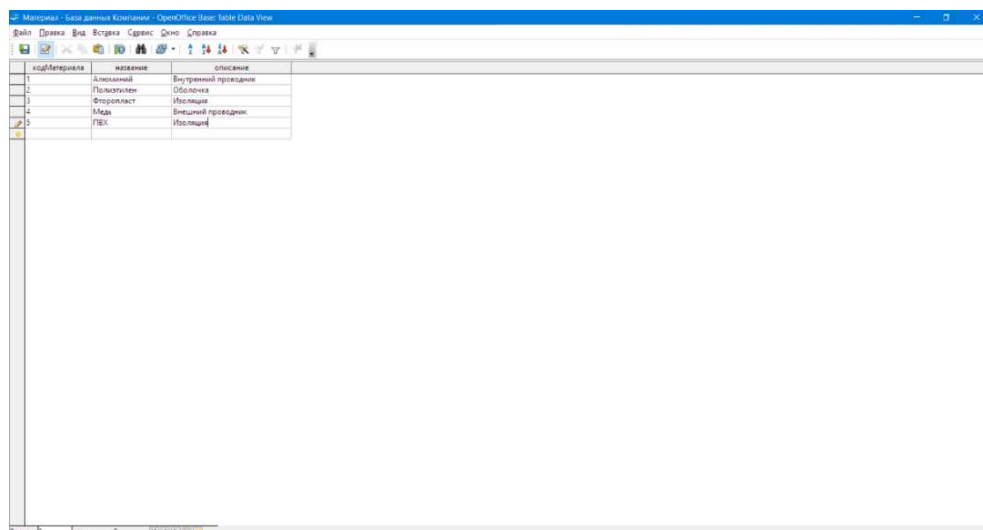 Материал - База данных Компании - OpenOffice Base: Table Data View
Файл Правка Вид Вставка Сервис Окно Справка
кодМатериала название описание
1 Алюминий Внутренний проводник
2 Полиэтилен Оболочка
3 Фторопласт Изоляция
4 Медь Внешний проводник
5 ПВХ Изоляция